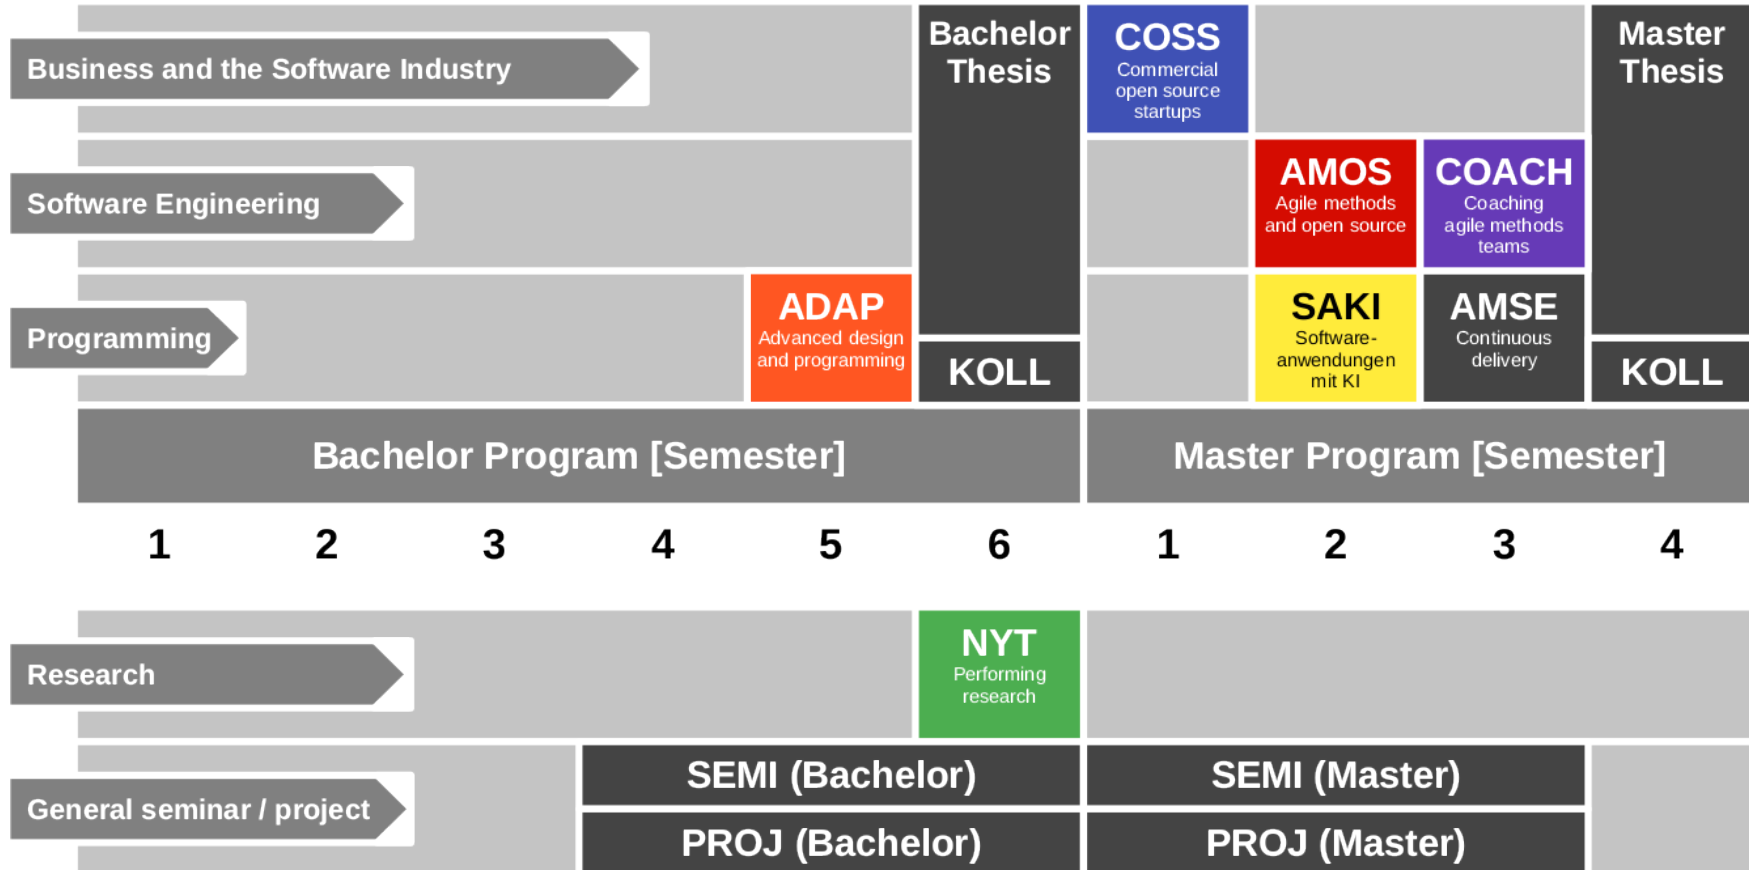 Business and the Software Industry
Bachelor
Thesis
COSS
Commercial
open source
startups
Master
Thesis
Software Engineering
AMOS
Agile methods
and open source
COACH
Coaching
agile methods
teams
Programming
ADAP
Advanced design
and programming
KOLL
SAKI
Software-
anwendungen
mit KI
AMSE
Continuous
delivery
KOLL
Bachelor Program [Semester]
Master Program [Semester]
1 2 3 4 5 6 1 2 3 4
Research
NYT
Performing
research
General seminar / project
SEMI (Bachelor)
SEMI (Master)
PROJ (Bachelor)
PROJ (Master)